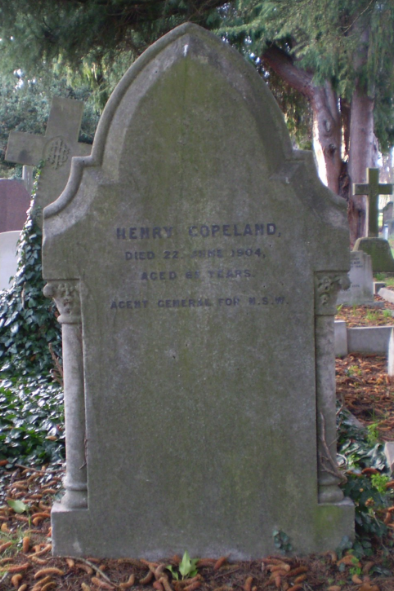 HENRY COPELAND,
DIED 22 JUNE 1904,
AGED YEARS.
AGENT GENERAL FOR N.S.W.